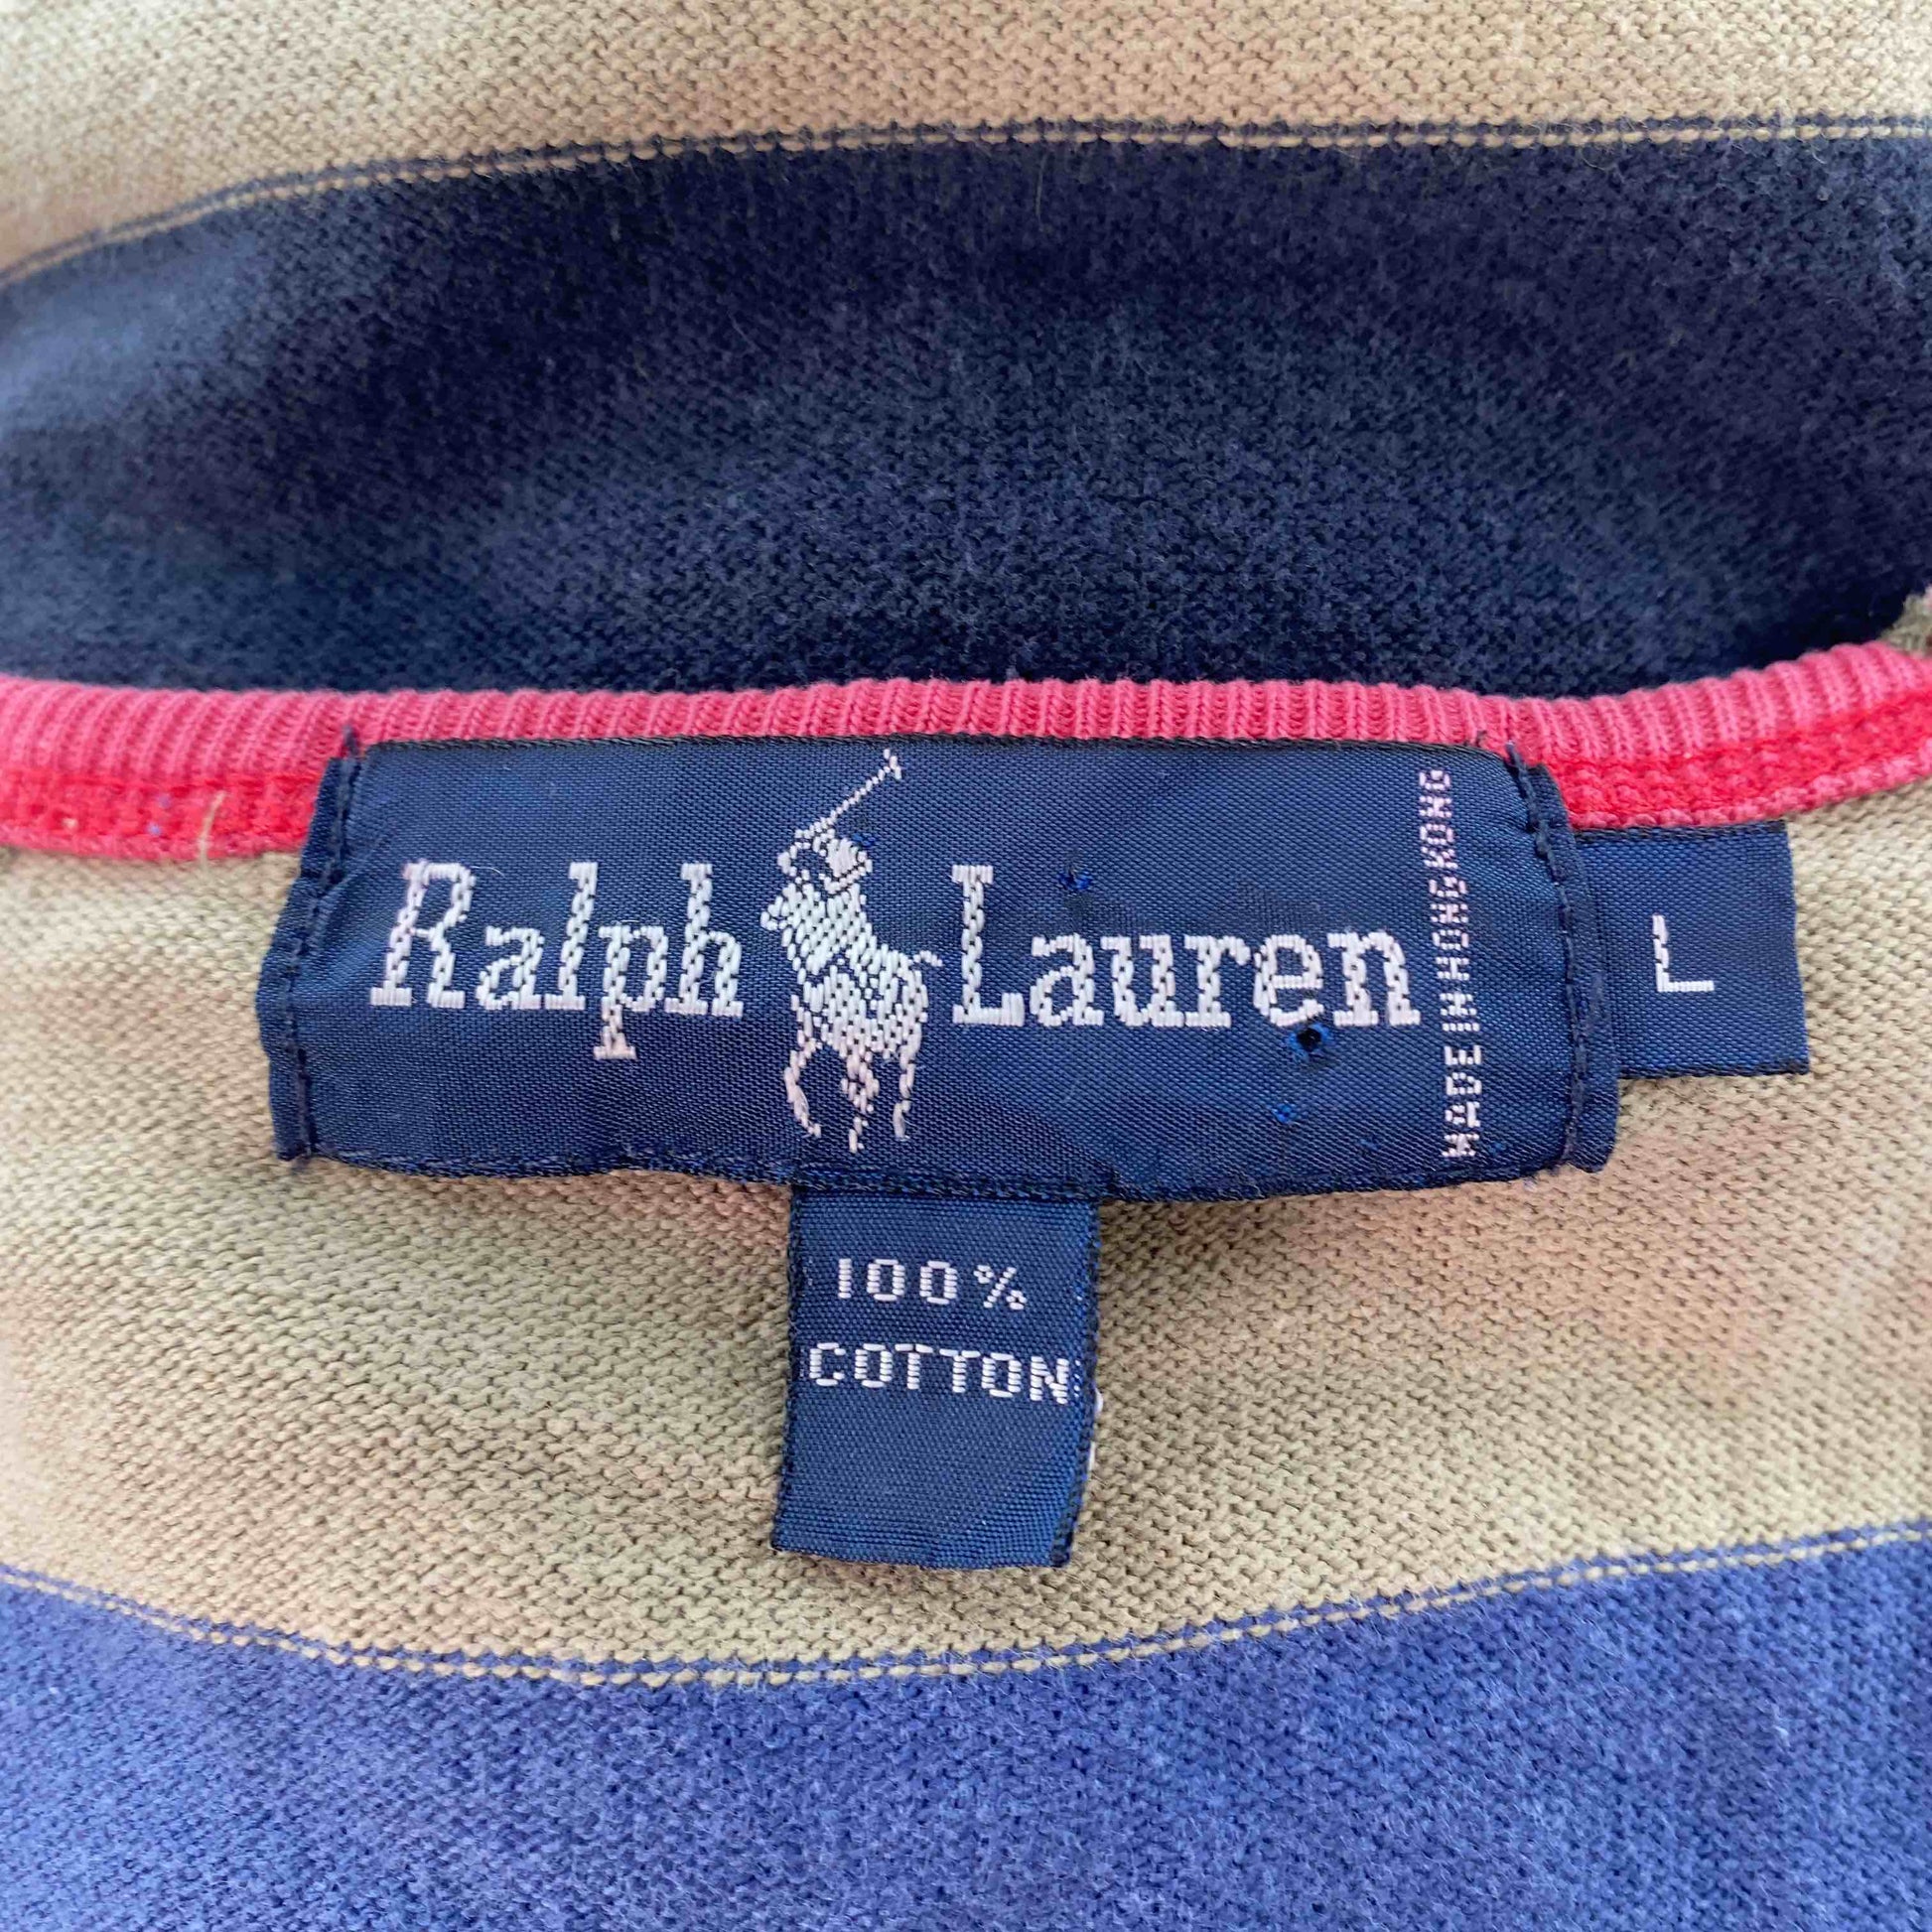 Ralph Lauren
MADE IN HONG KONG
L
100%
COTTON